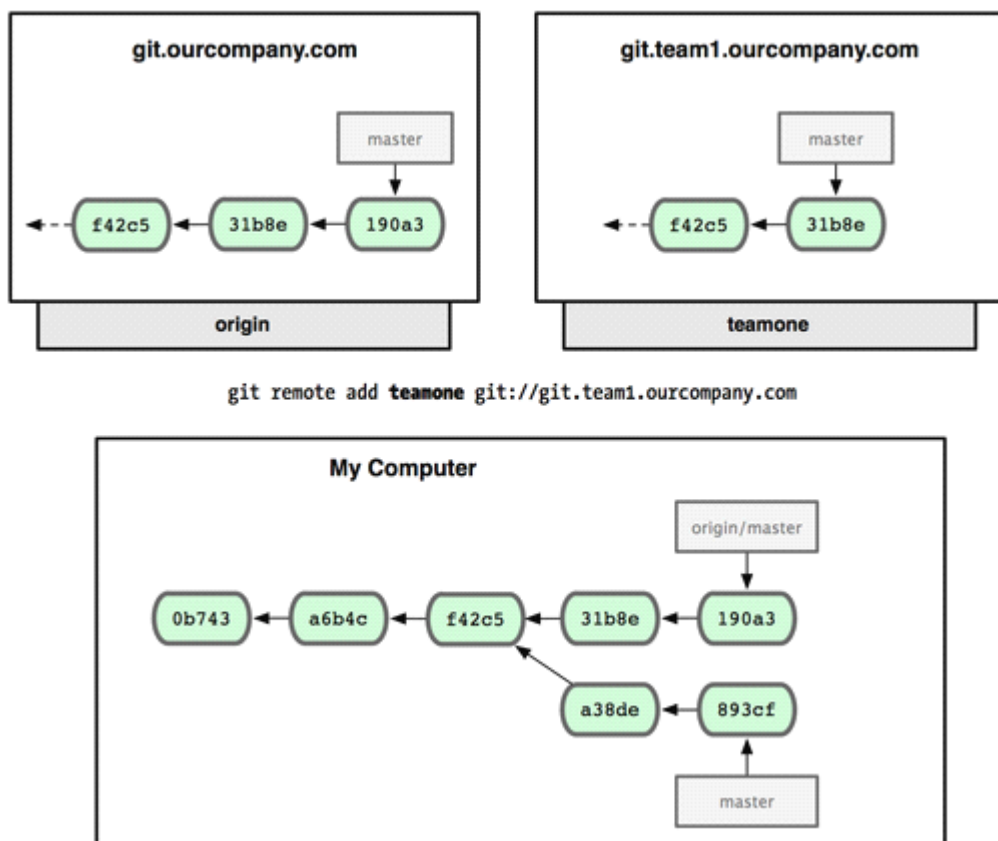 git.ourcompany.com
master
f42c5
31b8e
190a3
origin
git.team1.ourcompany.com
master
f42c5
31b8e
teamone
git remote add teamone git://git.team1.ourcompany.com
My Computer
origin/master
0b743
a6b4c
f42c5
31b8e
190a3
a38de
893cf
master